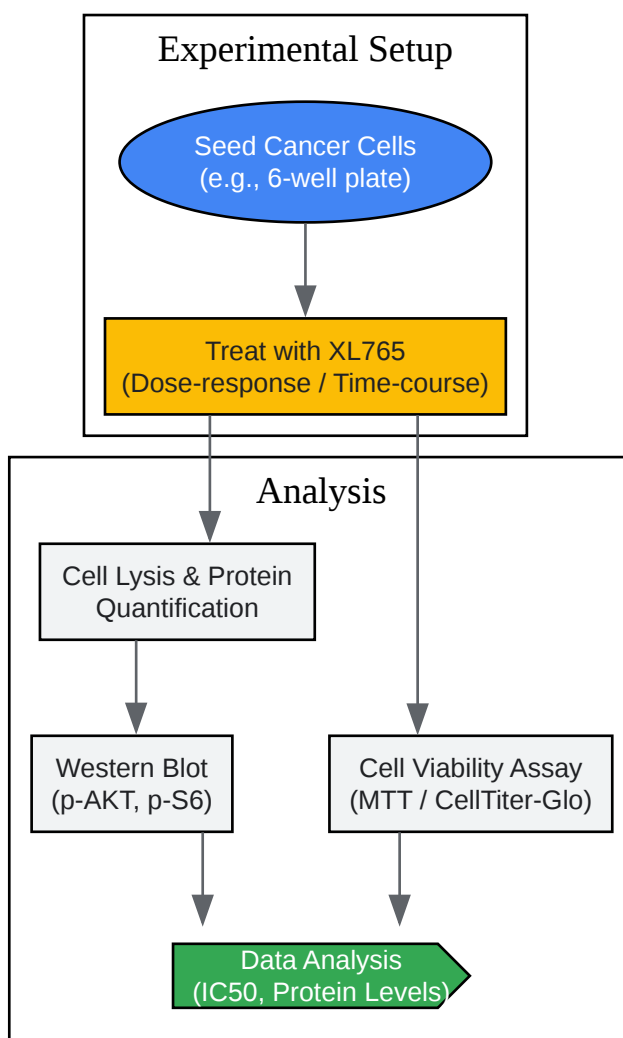 Experimental Setup
Seed Cancer Cells
(e.g., 6-well plate)
Treat with XL765
(Dose-response / Time-course)
Analysis
Cell Lysis & Protein
Quantification
Western Blot
(p-AKT, p-S6)
Cell Viability Assay
(MTT / CellTiter-Glo)
Data Analysis
(IC50, Protein Levels)